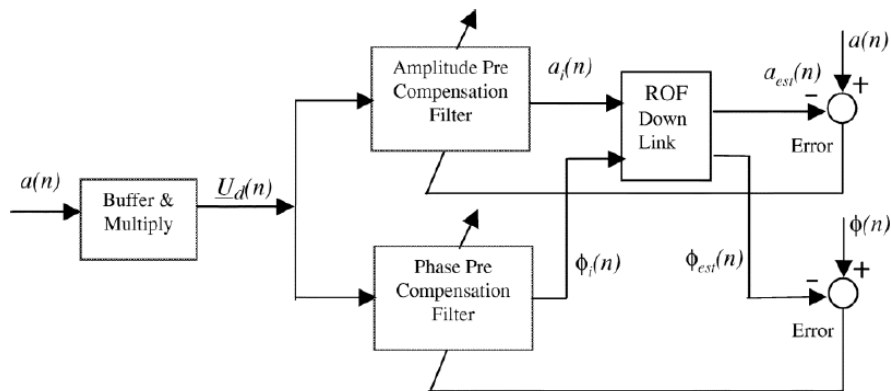 a(n)
Buffer &
Multiply
U_d(n)
Amplitude Pre
Compensation
Filter
a_i(n)
ROF
Down
Link
a_est(n)
a(n)
+
−
Error
Phase Pre
Compensation
Filter
ϕ_i(n)
ϕ_est(n)
ϕ(n)
+
−
Error